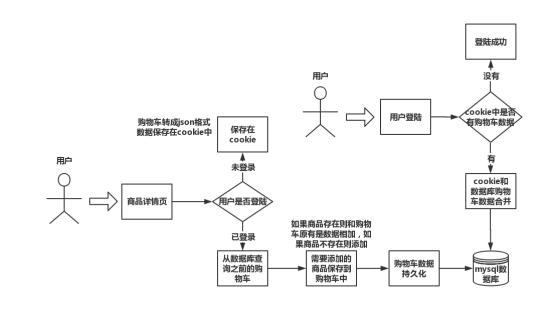 登陆成功
没有
用户
用户登陆
cookie中是否
有购物车数据
有
cookie和
数据库购物
车数据合并
购物车转成json格式
数据保存在cookie中
保存在
cookie
未登录
用户
商品详情页
用户是否登陆
已登录
从数据库查
询之前的购
物车
如果商品存在则和购物
车原有是数据相加，如
果商品不存在则添加
需要添加的
商品保存到
购物车中
购物车数据
持久化
mysql数
据库